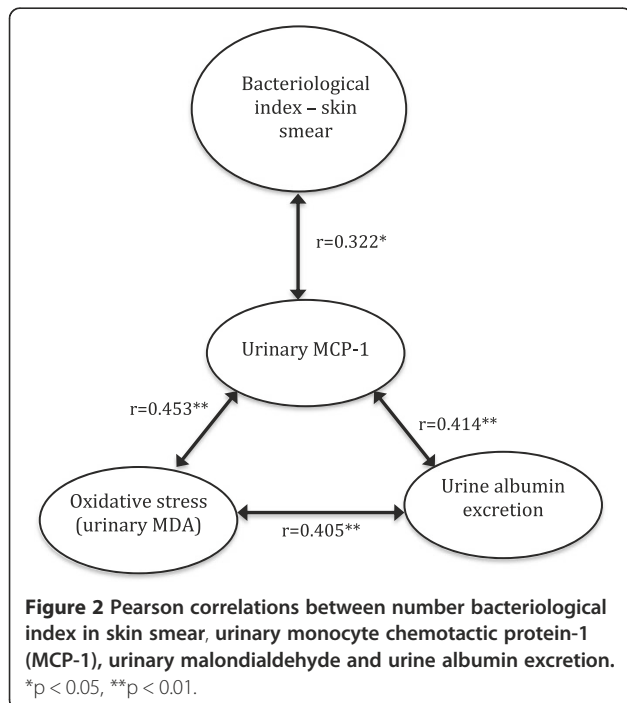 Bacteriological
index – skin
smear
r=0.322*
Urinary MCP-1
r=0.453**
r=0.414**
Oxidative stress
(urinary MDA)
r=0.405**
Urine albumin
excretion
Figure 2 Pearson correlations between number bacteriological
index in skin smear, urinary monocyte chemotactic protein-1
(MCP-1), urinary malondialdehyde and urine albumin excretion.
*p < 0.05, **p < 0.01.